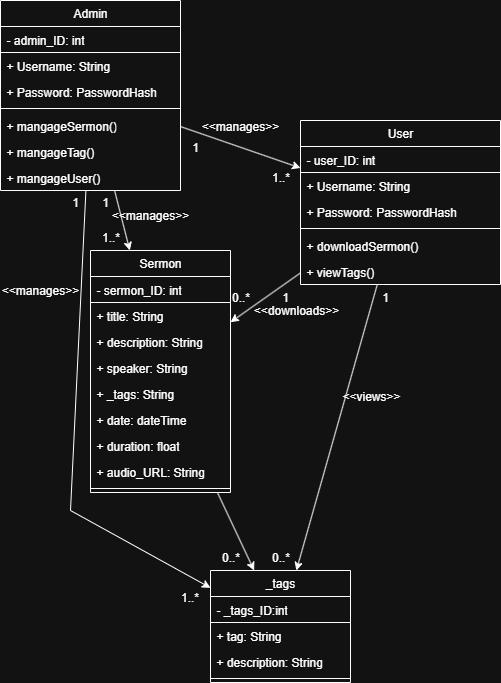 Admin
- admin_ID: int
+ Username: String
+ Password: PasswordHash
+ mangageSermon()
+ mangageTag()
+ mangageUser()
<<manages>>
1
1..*
User
- user_ID: int
+ Username: String
+ Password: PasswordHash
+ downloadSermon()
+ viewTags()
1
1
<<manages>>
1..*
Sermon
- sermon_ID: int
+ title: String
+ description: String
+ speaker: String
+ _tags: String
+ date: dateTime
+ duration: float
+ audio_URL: String
<<manages>>
0..*
1
<<downloads>>
1
<<views>>
0..*
0..*
1..*
_tags
- _tags_ID:int
+ tag: String
+ description: String